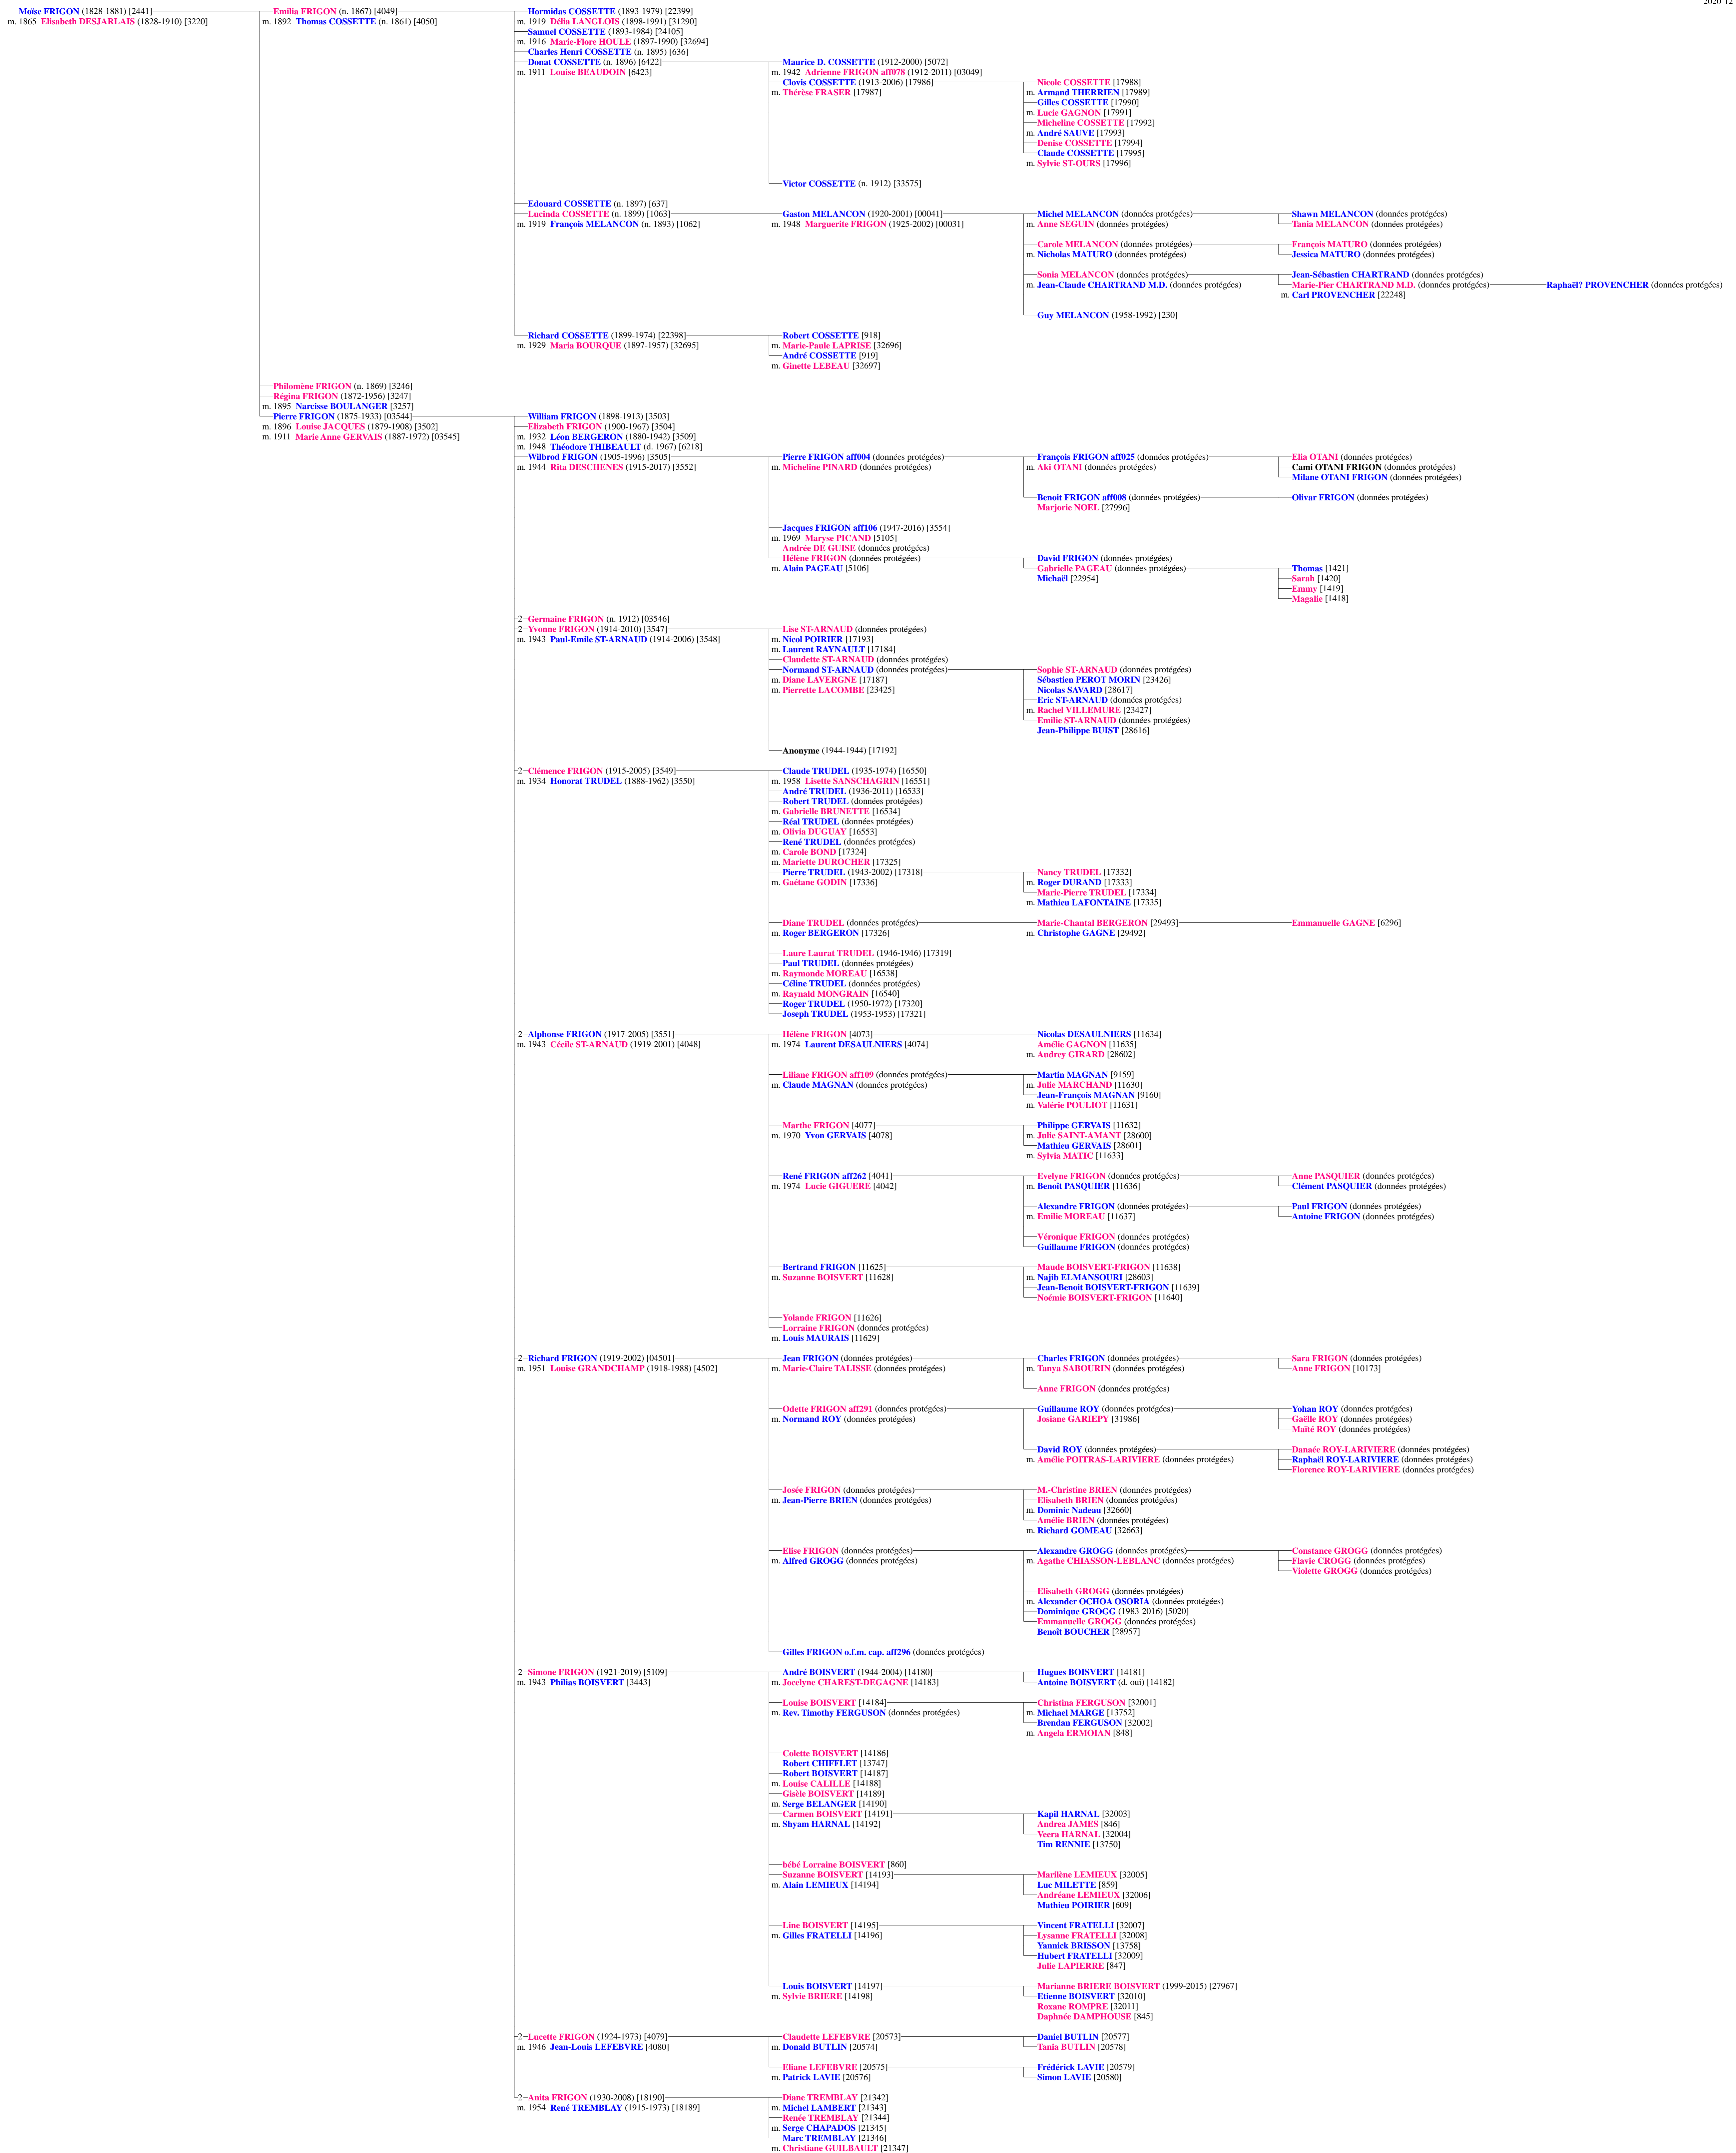 2020-12-
Moïse FRIGON (1828-1881) [2441]
m. 1865 Elisabeth DESJARLAIS (1828-1910) [3220]
Emilia FRIGON (n. 1867) [4049]
m. 1892 Thomas COSSETTE (n. 1861) [4050]
Hormidas COSSETTE (1893-1979) [22399]
m. 1919 Délia LANGLOIS (1898-1991) [31290]
Samuel COSSETTE (1893-1984) [24105]
m. 1916 Marie-Flore HOULE (1897-1990) [32694]
Charles Henri COSSETTE (n. 1895) [636]
Donat COSSETTE (n. 1896) [6422]
m. 1911 Louise BEAUDOIN [6423]
Maurice D. COSSETTE (1912-2000) [5072]
m. 1942 Adrienne FRIGON aff078 (1912-2011) [03049]
Clovis COSSETTE (1913-2006) [17986]
m. Thérèse FRASER [17987]
Nicole COSSETTE [17988]
m. Armand THERRIEN [17989]
Gilles COSSETTE [17990]
m. Lucie GAGNON [17991]
Micheline COSSETTE [17992]
m. André SAUVE [17993]
Denise COSSETTE [17994]
Claude COSSETTE [17995]
m. Sylvie ST-OURS [17996]
Victor COSSETTE (n. 1912) [33575]
Edouard COSSETTE (n. 1897) [637]
Lucinda COSSETTE (n. 1899) [1063]
m. 1919 François MELANCON (n. 1893) [1062]
Gaston MELANCON (1920-2001) [00041]
m. 1948 Marguerite FRIGON (1925-2002) [00031]
Michel MELANCON (données protégées)
m. Anne SEGUIN (données protégées)
Shawn MELANCON (données protégées)
Tania MELANCON (données protégées)
Carole MELANCON (données protégées)
m. Nicholas MATURO (données protégées)
François MATURO (données protégées)
Jessica MATURO (données protégées)
Sonia MELANCON (données protégées)
m. Jean-Claude CHARTRAND M.D. (données protégées)
Jean-Sébastien CHARTRAND (données protégées)
Marie-Pier CHARTRAND M.D. (données protégées)
m. Carl PROVENCHER [22248]
Raphaël? PROVENCHER (données protégées)
Guy MELANCON (1958-1992) [230]
Richard COSSETTE (1899-1974) [22398]
m. 1929 Maria BOURQUE (1897-1957) [32695]
Robert COSSETTE [918]
m. Marie-Paule LAPRISE [32696]
André COSSETTE [919]
m. Ginette LEBEAU [32697]
Philomène FRIGON (n. 1869) [3246]
Régina FRIGON (1872-1956) [3247]
m. 1895 Narcisse BOULANGER [3257]
Pierre FRIGON (1875-1933) [03544]
m. 1896 Louise JACQUES (1879-1908) [3502]
m. 1911 Marie Anne GERVAIS (1887-1972) [03545]
William FRIGON (1898-1913) [3503]
Elizabeth FRIGON (1900-1967) [3504]
m. 1932 Léon BERGERON (1880-1942) [3509]
m. 1948 Théodore THIBEAULT (d. 1967) [6218]
Wilbrod FRIGON (1905-1996) [3505]
m. 1944 Rita DESCHENES (1915-2017) [3552]
Pierre FRIGON aff004 (données protégées)
m. Micheline PINARD (données protégées)
François FRIGON aff025 (données protégées)
m. Aki OTANI (données protégées)
Elia OTANI (données protégées)
Cami OTANI FRIGON (données protégées)
Milane OTANI FRIGON (données protégées)
Benoit FRIGON aff008 (données protégées)
Marjorie NOEL [27996]
Olivar FRIGON (données protégées)
Jacques FRIGON aff106 (1947-2016) [3554]
m. 1969 Maryse PICAND [5105]
Andrée DE GUISE (données protégées)
Hélène FRIGON (données protégées)
m. Alain PAGEAU [5106]
David FRIGON (données protégées)
Gabrielle PAGEAU (données protégées)
Michaël [22954]
Thomas [1421]
Sarah [1420]
Emmy [1419]
Magalie [1418]
2 Germaine FRIGON (n. 1912) [03546]
2 Yvonne FRIGON (1914-2010) [3547]
m. 1943 Paul-Emile ST-ARNAUD (1914-2006) [3548]
Lise ST-ARNAUD (données protégées)
m. Nicol POIRIER [17193]
m. Laurent RAYNAULT [17184]
Claudette ST-ARNAUD (données protégées)
Normand ST-ARNAUD (données protégées)
m. Diane LAVERGNE [17187]
m. Pierrette LACOMBE [23425]
Sophie ST-ARNAUD (données protégées)
Sébastien PEROT MORIN [23426]
Nicolas SAVARD [28617]
Eric ST-ARNAUD (données protégées)
m. Rachel VILLEMURE [23427]
Emilie ST-ARNAUD (données protégées)
Jean-Philippe BUIST [28616]
Anonyme (1944-1944) [17192]
2 Clémence FRIGON (1915-2005) [3549]
m. 1934 Honorat TRUDEL (1888-1962) [3550]
Claude TRUDEL (1935-1974) [16550]
m. 1958 Lisette SANSCHAGRIN [16551]
André TRUDEL (1936-2011) [16533]
Robert TRUDEL (données protégées)
m. Gabrielle BRUNETTE [16534]
Réal TRUDEL (données protégées)
m. Olivia DUGUAY [16553]
René TRUDEL (données protégées)
m. Carole BOND [17324]
m. Mariette DUROCHER [17325]
Pierre TRUDEL (1943-2002) [17318]
m. Gaétane GODIN [17336]
Nancy TRUDEL [17332]
m. Roger DURAND [17333]
Marie-Pierre TRUDEL [17334]
m. Mathieu LAFONTAINE [17335]
Diane TRUDEL (données protégées)
m. Roger BERGERON [17326]
Marie-Chantal BERGERON [29493]
m. Christophe GAGNE [29492]
Emmanuelle GAGNE [6296]
Laure Laurat TRUDEL (1946-1946) [17319]
Paul TRUDEL (données protégées)
m. Raymonde MOREAU [16538]
Céline TRUDEL (données protégées)
m. Raynald MONGRAIN [16540]
Roger TRUDEL (1950-1972) [17320]
Joseph TRUDEL (1953-1953) [17321]
2 Alphonse FRIGON (1917-2005) [3551]
m. 1943 Cécile ST-ARNAUD (1919-2001) [4048]
Hélène FRIGON [4073]
m. 1974 Laurent DESAULNIERS [4074]
Nicolas DESAULNIERS [11634]
Amélie GAGNON [11635]
m. Audrey GIRARD [28602]
Liliane FRIGON aff109 (données protégées)
m. Claude MAGNAN (données protégées)
Martin MAGNAN [9159]
m. Julie MARCHAND [11630]
Jean-François MAGNAN [9160]
m. Valérie POULIOT [11631]
Marthe FRIGON [4077]
m. 1970 Yvon GERVAIS [4078]
Philippe GERVAIS [11632]
m. Julie SAINT-AMANT [28600]
Mathieu GERVAIS [28601]
m. Sylvia MATIC [11633]
René FRIGON aff262 [4041]
m. 1974 Lucie GIGUERE [4042]
Evelyne FRIGON (données protégées)
m. Benoît PASQUIER [11636]
Anne PASQUIER (données protégées)
Clément PASQUIER (données protégées)
Alexandre FRIGON (données protégées)
m. Emilie MOREAU [11637]
Paul FRIGON (données protégées)
Antoine FRIGON (données protégées)
Véronique FRIGON (données protégées)
Guillaume FRIGON (données protégées)
Bertrand FRIGON [11625]
m. Suzanne BOISVERT [11628]
Maude BOISVERT-FRIGON [11638]
m. Najib ELMANSOURI [28603]
Jean-Benoit BOISVERT-FRIGON [11639]
Noémie BOISVERT-FRIGON [11640]
Yolande FRIGON [11626]
Lorraine FRIGON (données protégées)
m. Louis MAURAIS [11629]
2 Richard FRIGON (1919-2002) [04501]
m. 1951 Louise GRANDCHAMP (1918-1988) [4502]
Jean FRIGON (données protégées)
m. Marie-Claire TALISSE (données protégées)
Charles FRIGON (données protégées)
m. Tanya SABOURIN (données protégées)
Sara FRIGON (données protégées)
Anne FRIGON [10173]
Anne FRIGON (données protégées)
Odette FRIGON aff291 (données protégées)
m. Normand ROY (données protégées)
Guillaume ROY (données protégées)
Josiane GARIEPY [31986]
Yohan ROY (données protégées)
Gaëlle ROY (données protégées)
Maïté ROY (données protégées)
David ROY (données protégées)
m. Amélie POITRAS-LARIVIERE (données protégées)
Danaée ROY-LARIVIERE (données protégées)
Raphaël ROY-LARIVIERE (données protégées)
Florence ROY-LARIVIERE (données protégées)
Josée FRIGON (données protégées)
m. Jean-Pierre BRIEN (données protégées)
M.-Christine BRIEN (données protégées)
Elisabeth BRIEN (données protégées)
m. Dominic Nadeau [32660]
Amélie BRIEN (données protégées)
m. Richard GOMEAU [32663]
Elise FRIGON (données protégées)
m. Alfred GROGG (données protégées)
Alexandre GROGG (données protégées)
m. Agathe CHIASSON-LEBLANC (données protégées)
Constance GROGG (données protégées)
Flavie CROGG (données protégées)
Violette GROGG (données protégées)
Elisabeth GROGG (données protégées)
m. Alexander OCHOA OSORIA (données protégées)
Dominique GROGG (1983-2016) [5020]
Emmanuelle GROGG (données protégées)
Benoît BOUCHER [28957]
Gilles FRIGON o.f.m. cap. aff296 (données protégées)
2 Simone FRIGON (1921-2019) [5109]
m. 1943 Philias BOISVERT [3443]
André BOISVERT (1944-2004) [14180]
m. Jocelyne CHAREST-DEGAGNE [14183]
Hugues BOISVERT [14181]
Antoine BOISVERT (d. oui) [14182]
Louise BOISVERT [14184]
m. Rev. Timothy FERGUSON (données protégées)
Christina FERGUSON [32001]
m. Michael MARGE [13752]
Brendan FERGUSON [32002]
m. Angela ERMOIAN [848]
Colette BOISVERT [14186]
Robert CHIFFLET [13747]
Robert BOISVERT [14187]
m. Louise CALILLE [14188]
Gisèle BOISVERT [14189]
m. Serge BELANGER [14190]
Carmen BOISVERT [14191]
m. Shyam HARNAL [14192]
Kapil HARNAL [32003]
Andrea JAMES [846]
Veera HARNAL [32004]
Tim RENNIE [13750]
bébé Lorraine BOISVERT [860]
Suzanne BOISVERT [14193]
m. Alain LEMIEUX [14194]
Marilène LEMIEUX [32005]
Luc MILETTE [859]
Andréane LEMIEUX [32006]
Mathieu POIRIER [609]
Line BOISVERT [14195]
m. Gilles FRATELLI [14196]
Vincent FRATELLI [32007]
Lysanne FRATELLI [32008]
Yannick BRISSON [13758]
Hubert FRATELLI [32009]
Julie LAPIERRE [847]
Louis BOISVERT [14197]
m. Sylvie BRIERE [14198]
Marianne BRIERE BOISVERT (1999-2015) [27967]
Etienne BOISVERT [32010]
Roxane ROMPRE [32011]
Daphnée DAMPHOUSE [845]
2 Lucette FRIGON (1924-1973) [4079]
m. 1946 Jean-Louis LEFEBVRE [4080]
Claudette LEFEBVRE [20573]
m. Donald BUTLIN [20574]
Daniel BUTLIN [20577]
Tania BUTLIN [20578]
Eliane LEFEBVRE [20575]
m. Patrick LAVIE [20576]
Frédérick LAVIE [20579]
Simon LAVIE [20580]
2 Anita FRIGON (1930-2008) [18190]
m. 1954 René TREMBLAY (1915-1973) [18189]
Diane TREMBLAY [21342]
m. Michel LAMBERT [21343]
Renée TREMBLAY [21344]
m. Serge CHAPADOS [21345]
Marc TREMBLAY [21346]
m. Christiane GUILBAULT [21347]